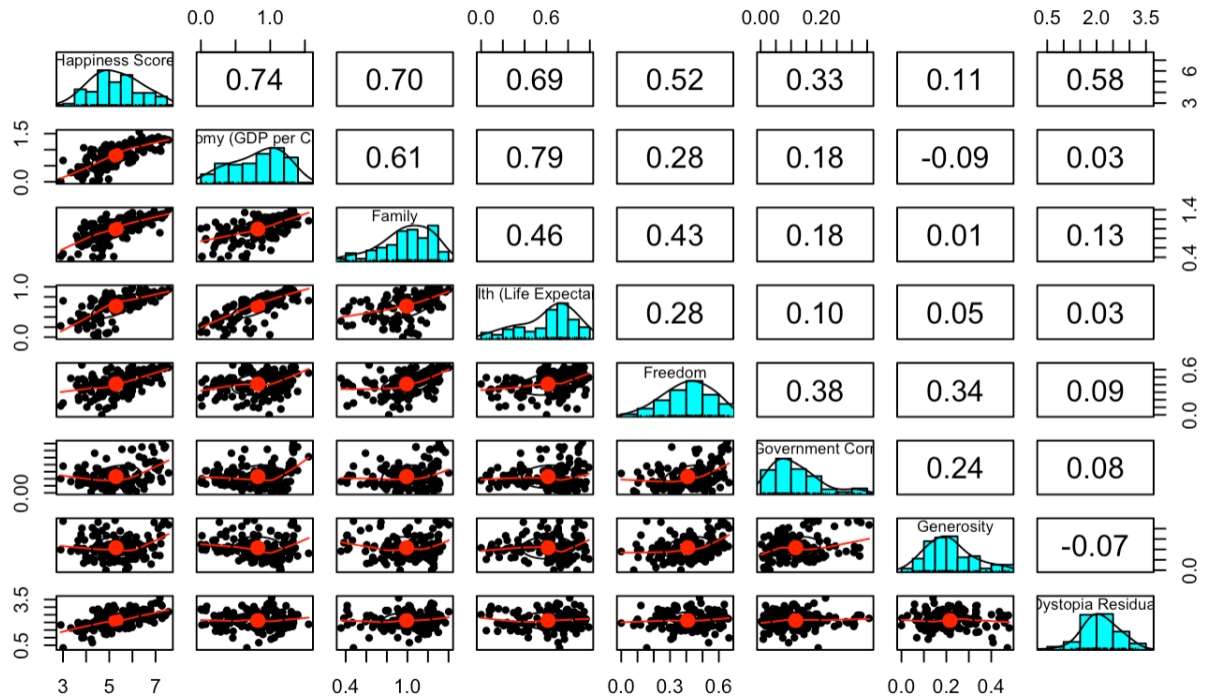 0.0 1.0 0.0 0.6 0.00 0.20 0.5 2.0 3.5
Happiness Score 0.74 0.70 0.69 0.52 0.33 0.11 0.58 6 3
1.5 0.0 omy (GDP per C 0.61 0.79 0.28 0.18 -0.09 0.03
Family 0.46 0.43 0.18 0.01 0.13 1.4 0.4
1.0 0.0 lth (Life Expecta 0.28 0.10 0.05 0.03
Freedom 0.38 0.34 0.09 0.6 0.0
0.00 Government Corr 0.24 0.08
Generosity -0.07 0.0
3.5 0.5 Dystopia Residua
3 5 7 0.4 1.0 0.0 0.3 0.6 0.0 0.2 0.4